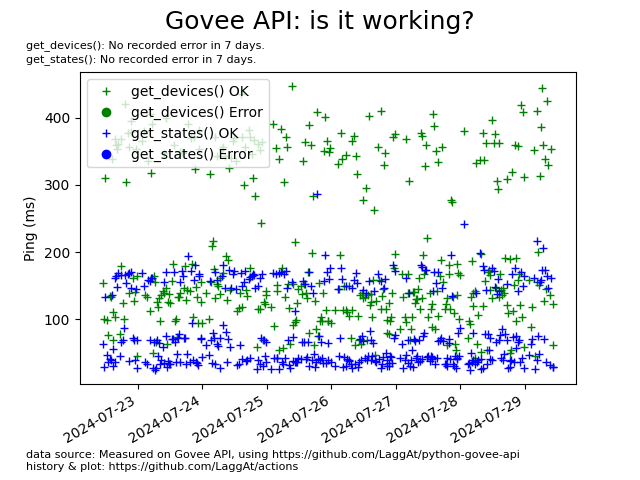 Govee API: is it working?
get_devices(): No recorded error in 7 days.
get_states(): No recorded error in 7 days.
get_devices() OK
get_devices() Error
get_states() OK
get_states() Error
Ping (ms)
400
300
200
100
2024-07-23
2024-07-24
2024-07-25
2024-07-26
2024-07-27
2024-07-28
2024-07-29
data source: Measured on Govee API, using https://github.com/LaggAt/python-govee-api
history & plot: https://github.com/LaggAt/actions